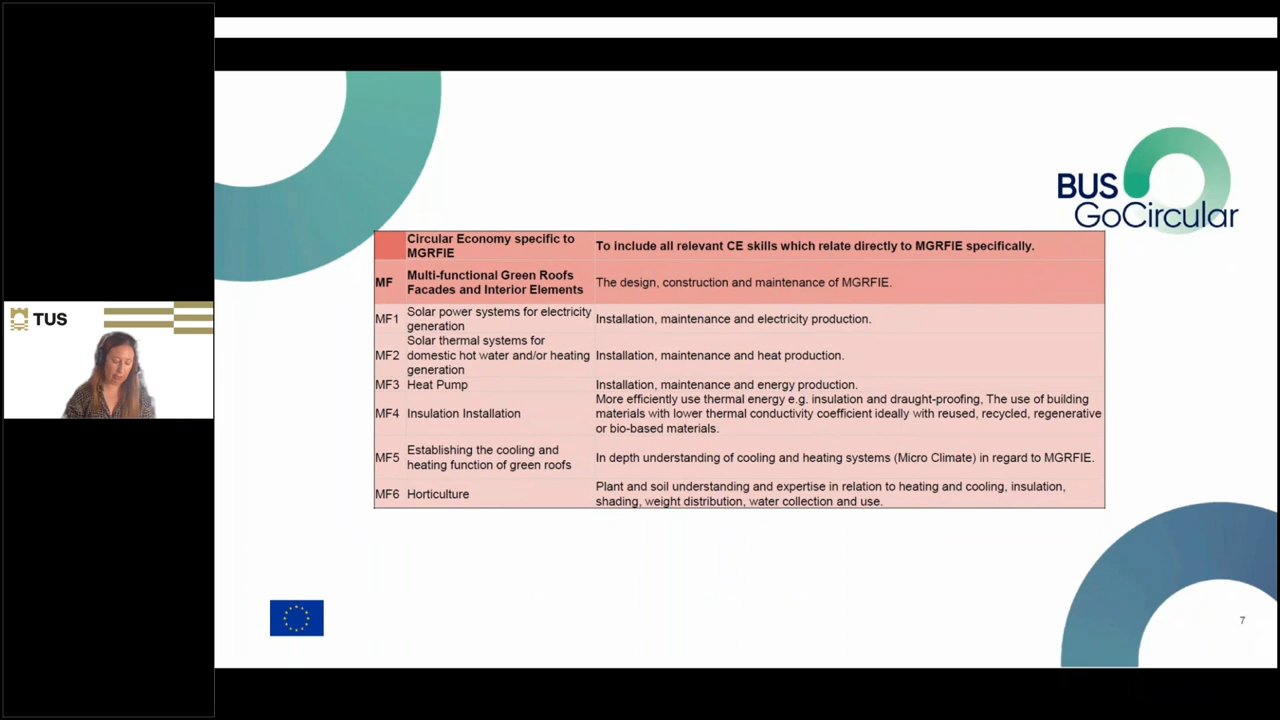 TUS
BUS
GoCircular
Circular Economy specific to
MGRFIE
To include all relevant CE skills which relate directly to MGRFIE specifically.
MF
Multi-functional Green Roofs
Facades and Interior Elements
The design, construction and maintenance of MGRFIE.
MF1
Solar power systems for electricity
generation
Installation, maintenance and electricity production.
MF2
Solar thermal systems for
domestic hot water and/or heating
generation
Installation, maintenance and heat production.
MF3
Heat Pump
Installation, maintenance and energy production.
MF4
Insulation Installation
More efficiently use thermal energy e.g. insulation and draught-proofing, The use of building
materials with lower thermal conductivity coefficient ideally with reused, recycled, regenerative
or bio-based materials.
MF5
Establishing the cooling and
heating function of green roofs
In depth understanding of cooling and heating systems (Micro Climate) in regard to MGRFIE.
MF6
Horticulture
Plant and soil understanding and expertise in relation to heating and cooling, insulation,
shading, weight distribution, water collection and use.
7